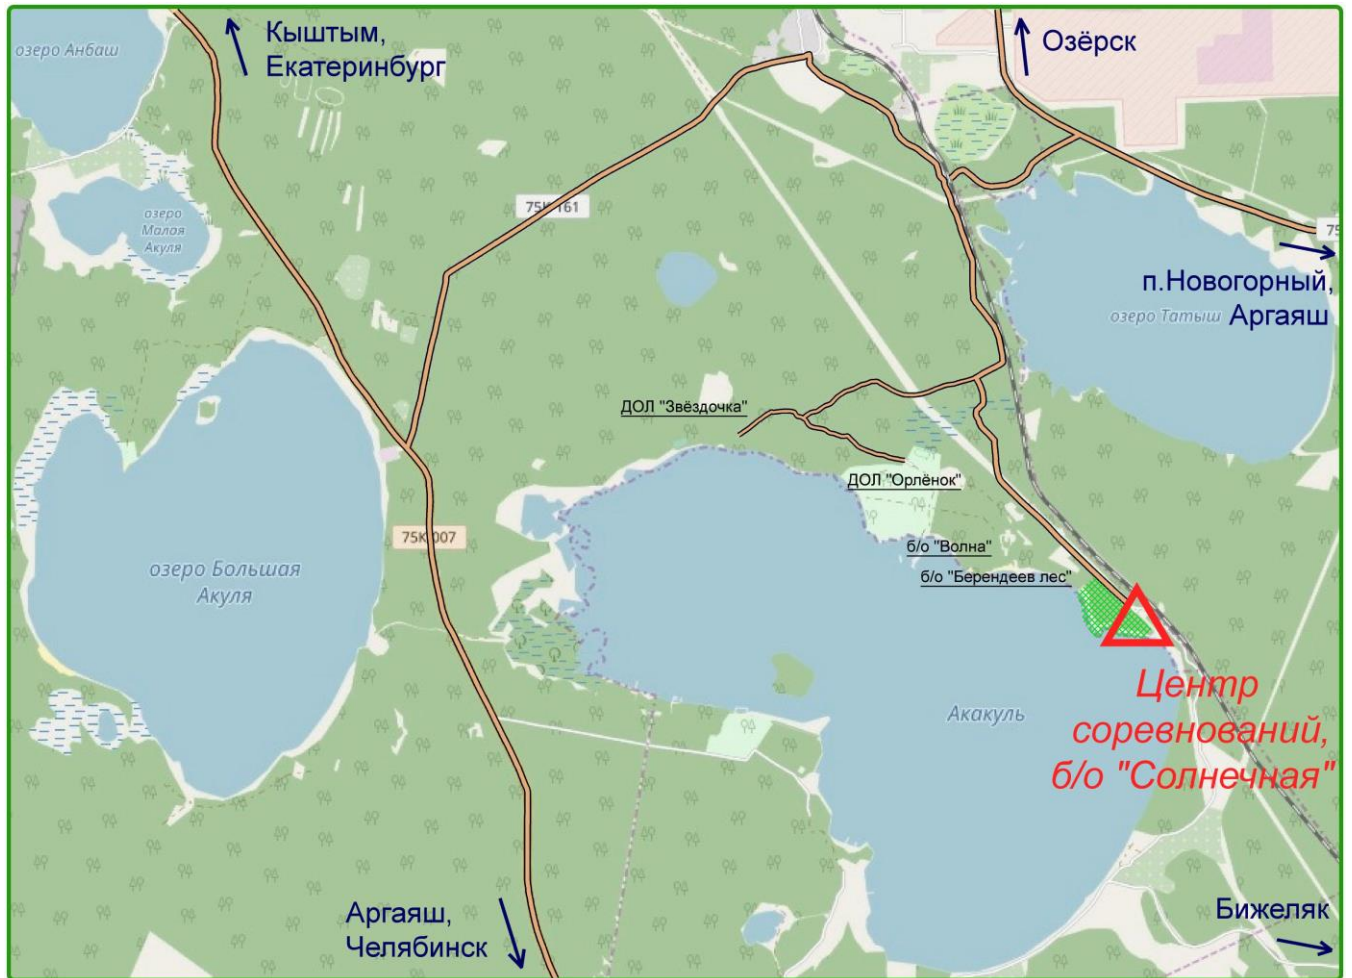 озеро Анбаш
Кыштым,
Екатеринбург
Озёрск
озеро
Малая
Акуля
75К 161
75
п.Новогорный,
Аргаяш
озеро Татыш
ДОЛ "Звёздочка"
ДОЛ "Орлёнок"
75К 007
б/о "Волна"
б/о "Берендеев лес"
озеро Большая
Акуля
Акакуль
Центр
соревнований,
б/о "Солнечная"
Аргаяш,
Челябинск
Бижеляк